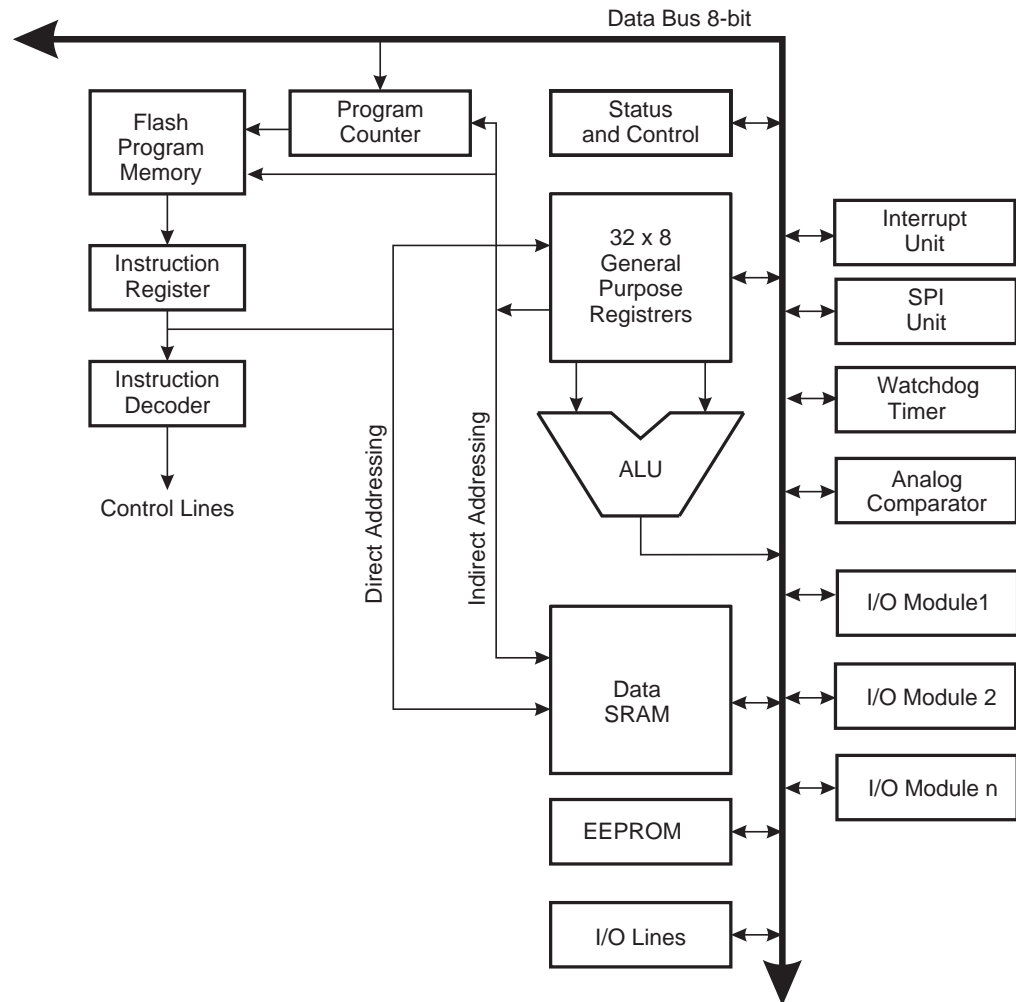 Data Bus 8-bit
Flash
Program
Memory
Program
Counter
Status
and Control
32 x 8
General
Purpose
Registrers
Interrupt
Unit
Instruction
Register
SPI
Unit
Instruction
Decoder
Watchdog
Timer
ALU
Analog
Comparator
Control Lines
Direct Addressing
Indirect Addressing
I/O Module1
Data
SRAM
I/O Module 2
I/O Module n
EEPROM
I/O Lines